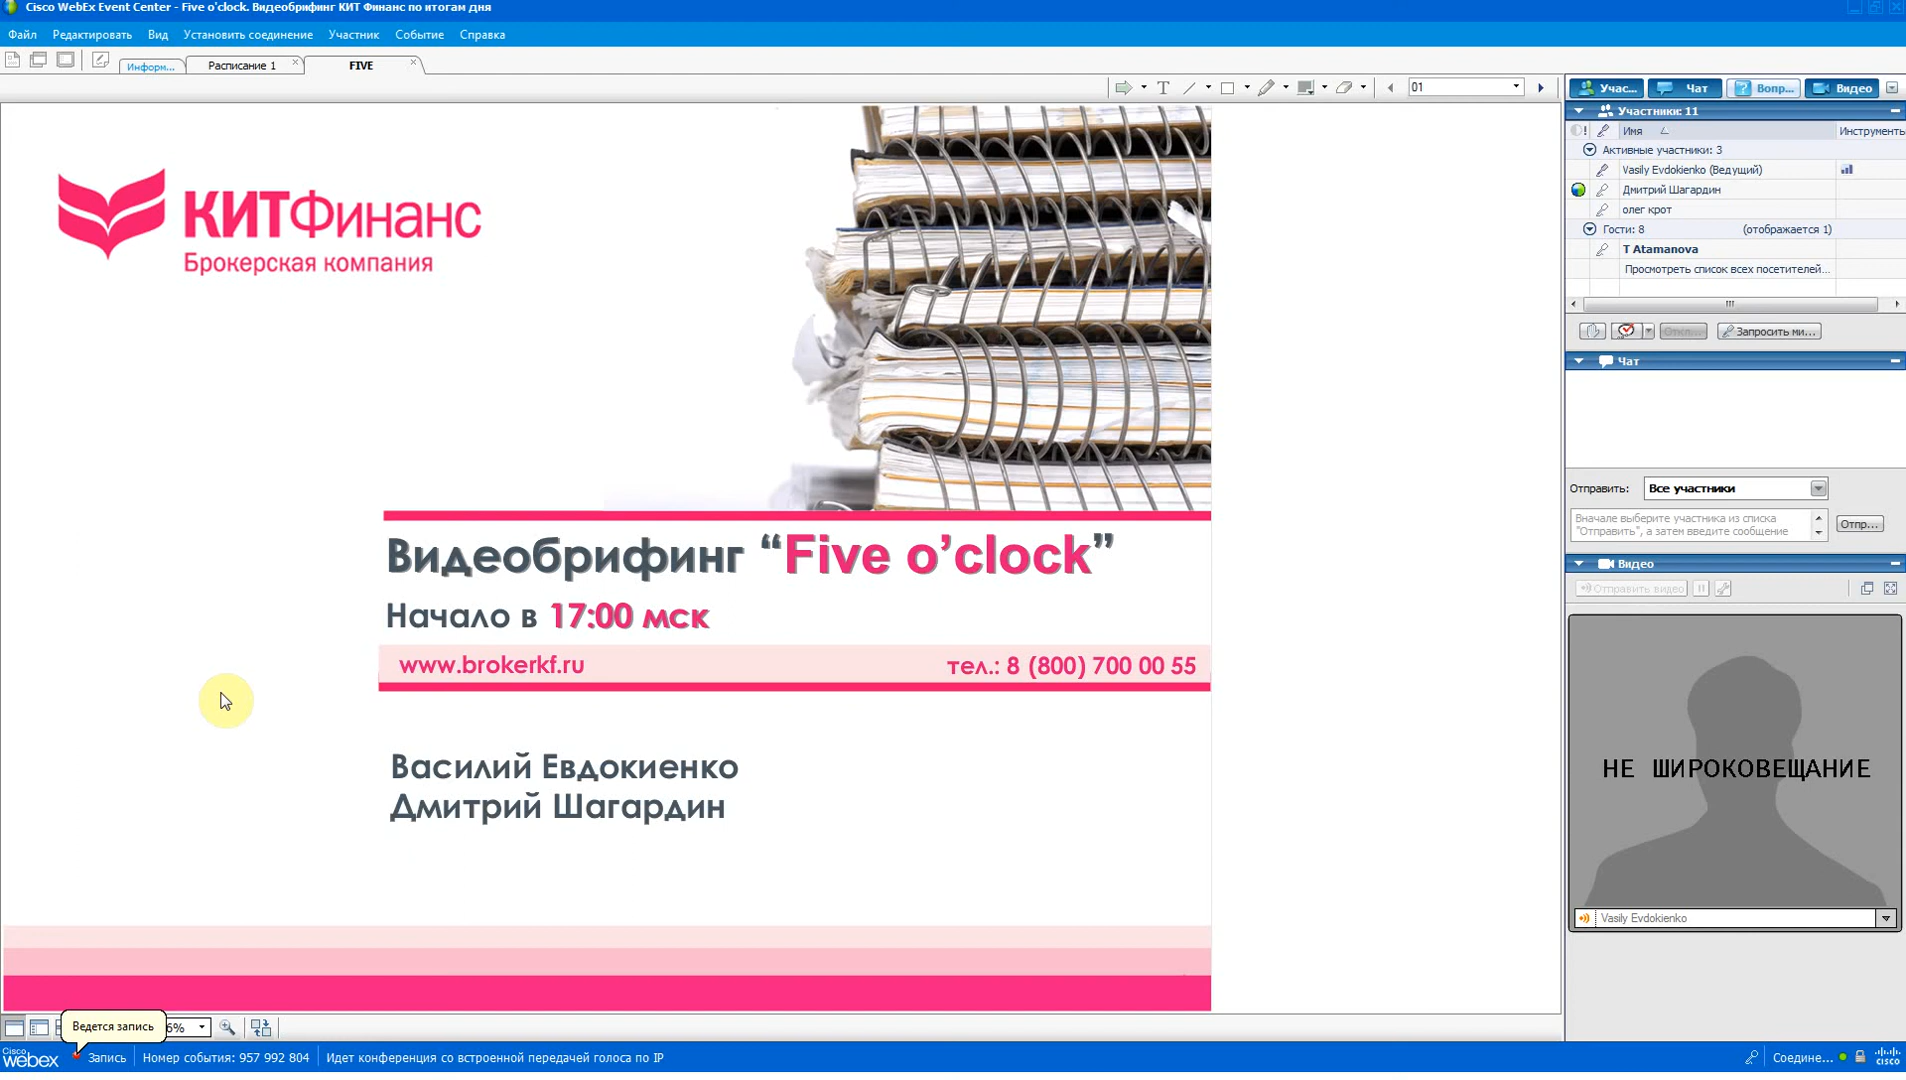 Cisco WebEx Event Center - Five o'clock. Видеобрифинг КИТ Финанс по итогам дня
Файл Редактировать Вид Установить соединение Участник Событие Справка
Информ... Расписание 1 FIVE
01
Учас... Чат Вопр... Видео
Участники: 11
Имя Инструменть
Активные участники: 3
Vasily Evdokienko (Ведущий)
Дмитрий Шагардин
олег крот
Гости: 8 (отображается 1)
T Atamanova
Просмотреть список всех посетителей...
Запросить ми...
Чат
Отправить: Все участники
Вначале выберите участника из списка
"Отправить", а затем введите сообщение
Отпр...
Видео
Отправить видео
НЕ ШИРОКОВЕЩАНИЕ
Vasily Evdokienko
КИТФинанс
Брокерская компания
Видеобрифинг “Five o’clock”
Начало в 17:00 мск
www.brokerkf.ru тел.: 8 (800) 700 00 55
Василий Евдокиенко
Дмитрий Шагардин
Ведется запись
6%
Cisco webex Запись Номер события: 957 992 804 Идет конференция со встроенной передачей голоса по IP Соедине... cisco